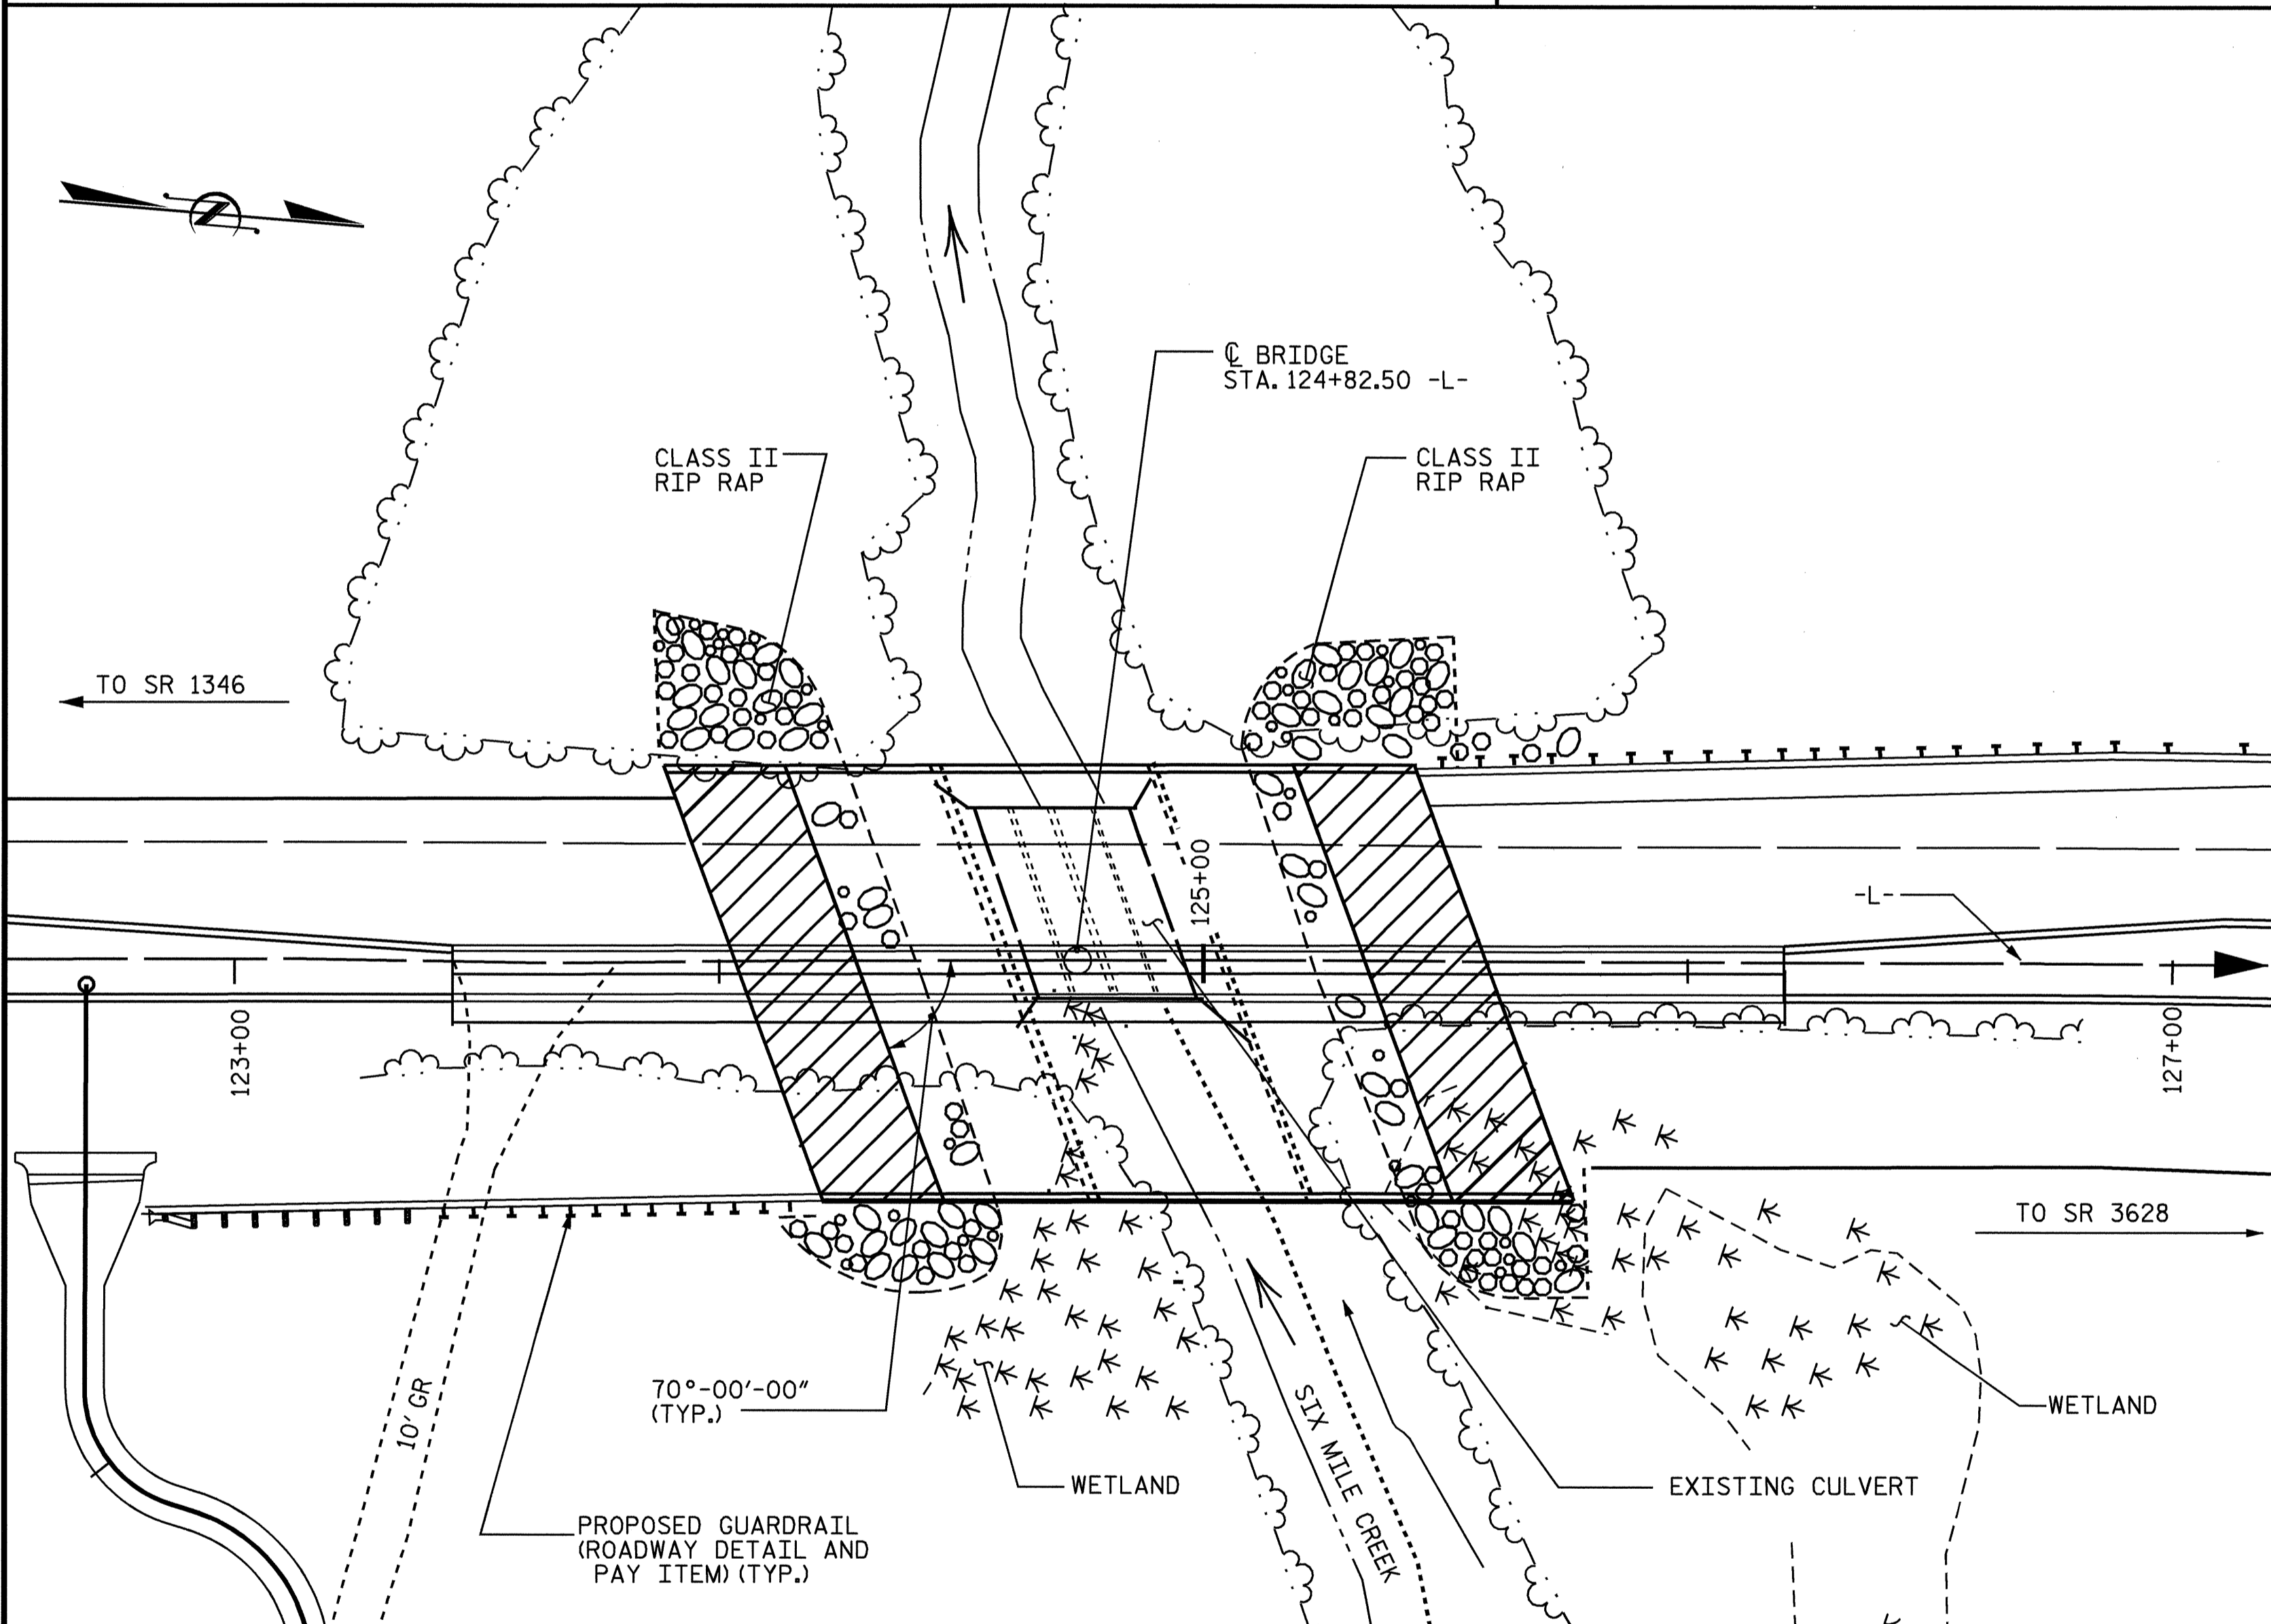 ℄ BRIDGE
STA. 124+82.50 -L-
CLASS II
RIP RAP
CLASS II
RIP RAP
TO SR 1346
125+00
-L-
123+00
127+00
TO SR 3628
70°-00'-00"
(TYP.)
10' GR
WETLAND
SIX MILE CREEK
WETLAND
EXISTING CULVERT
PROPOSED GUARDRAIL
(ROADWAY DETAIL AND
PAY ITEM) (TYP.)